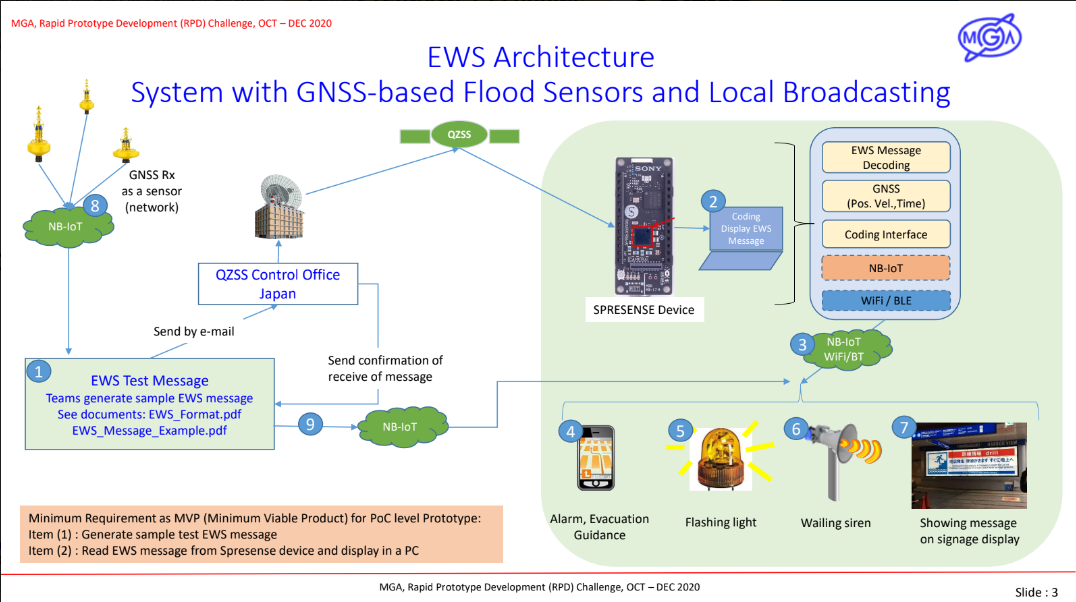 MGA, Rapid Prototype Development (RPD) Challenge, OCT – DEC 2020
MGA
EWS Architecture
System with GNSS-based Flood Sensors and Local Broadcasting
QZSS
GNSS Rx
as a sensor
(network)
8
NB-IoT
QZSS Control Office
Japan
Send by e-mail
Send confirmation of
receive of message
1
EWS Test Message
Teams generate sample EWS message
See documents: EWS_Format.pdf
EWS_Message_Example.pdf
9
NB-IoT
SONY
SPRESENSE Device
2
Coding
Display EWS
Message
EWS Message
Decoding
GNSS
(Pos. Vel.,Time)
Coding Interface
NB-IoT
WiFi / BLE
3
NB-IoT
WiFi/BT
4
Alarm, Evacuation
Guidance
5
Flashing light
6
Wailing siren
7
Showing message
on signage display
Minimum Requirement as MVP (Minimum Viable Product) for PoC level Prototype:
Item (1) : Generate sample test EWS message
Item (2) : Read EWS message from Spresense device and display in a PC
MGA, Rapid Prototype Development (RPD) Challenge, OCT – DEC 2020
Slide : 3